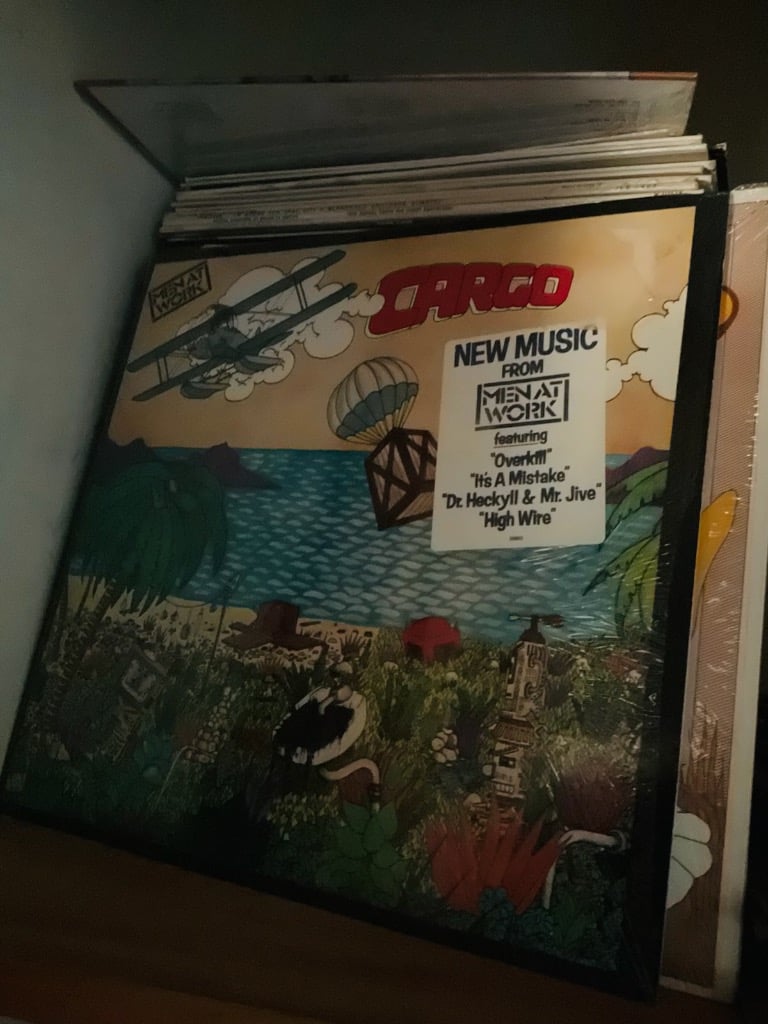 MEN AT
WORK
CARGO
NEW MUSIC
FROM
MEN AT
WORK
featuring
"Overkill"
"It's A Mistake"
"Dr. Heckyll & Mr. Jive"
"High Wire"